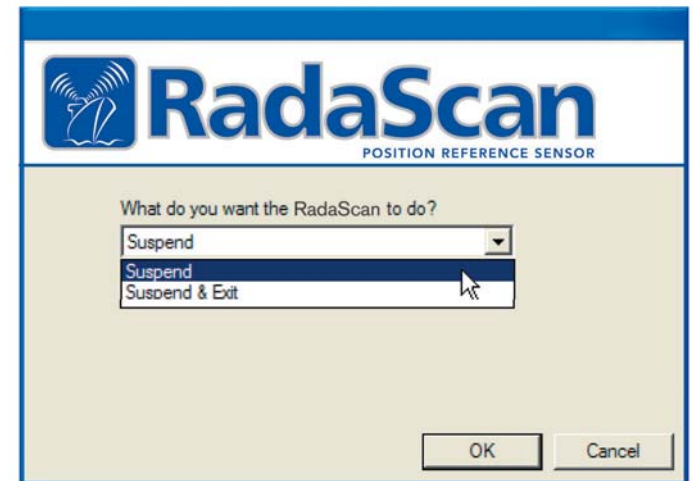 RadaScan
POSITION REFERENCE SENSOR
What do you want the RadaScan to do?
Suspend
Suspend
Suspend & Exit
OK Cancel